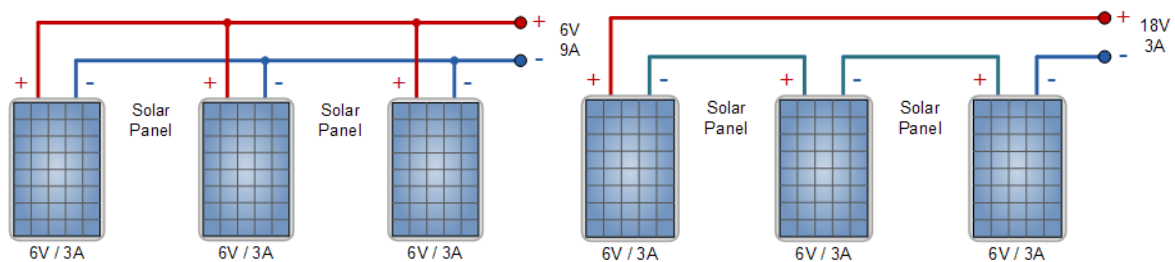 +
6V
9A
-
+ - Solar Panel + - Solar Panel + -
6V / 3A
6V / 3A
6V / 3A
+
18V
3A
-
+ - Solar Panel + - Solar Panel + -
6V / 3A
6V / 3A
6V / 3A